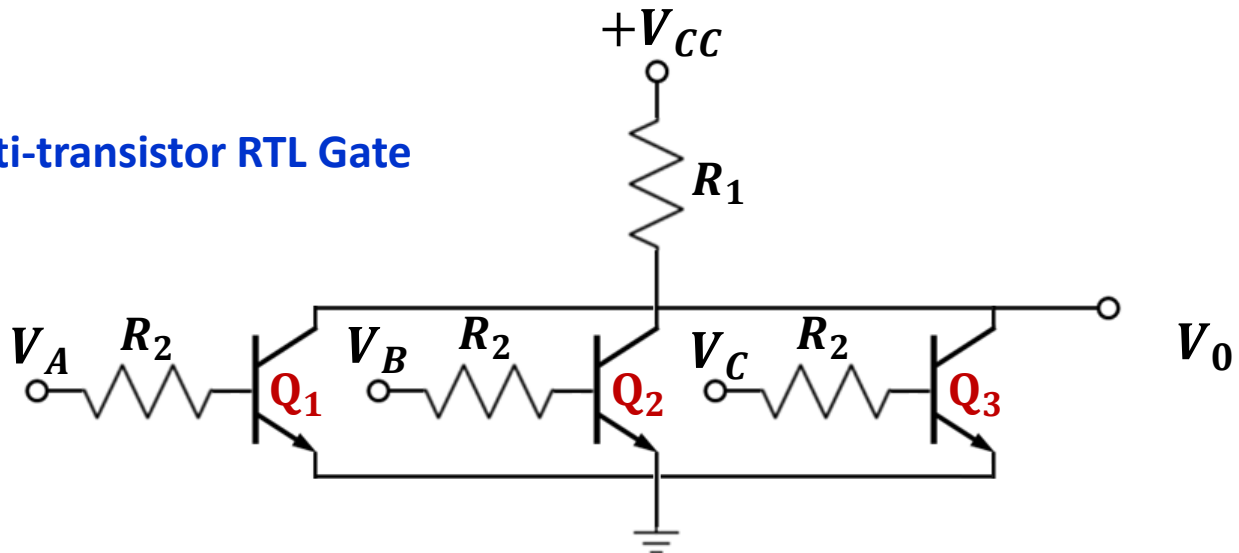 +V_CC
ti-transistor RTL Gate
R_1
V_A R_2 V_B R_2 V_C R_2 V_0
Q_1 Q_2 Q_3